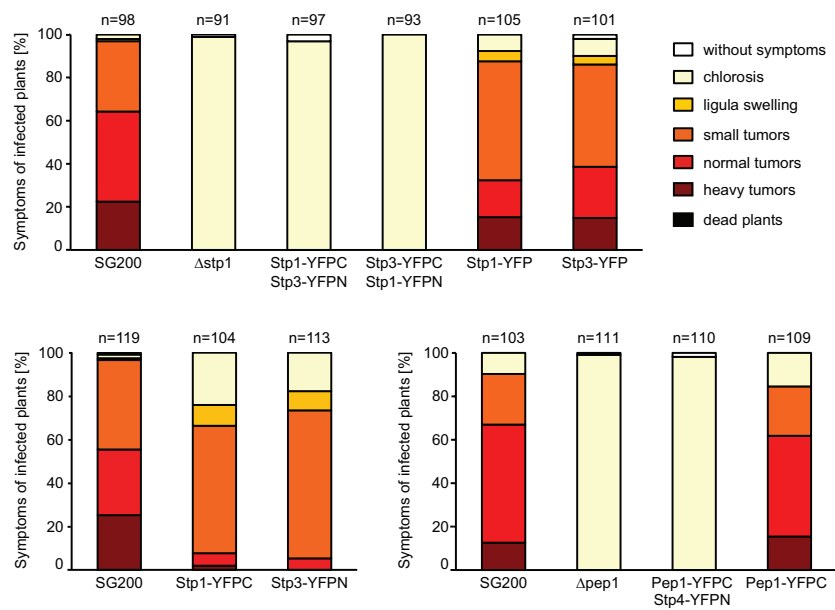 n=98 n=91 n=97 n=93 n=105 n=101
Symptoms of infected plants [%]
100
80
60
40
20
0
SG200 Δstp1 Stp1-YFPC Stp3-YFPC Stp1-YFP Stp3-YFP
Stp3-YFPN Stp1-YFPN
without symptoms
chlorosis
ligula swelling
small tumors
normal tumors
heavy tumors
dead plants
n=119 n=104 n=113
Symptoms of infected plants [%]
100
80
60
40
20
0
SG200 Stp1-YFPC Stp3-YFPN
n=103 n=111 n=110 n=109
Symptoms of infected plants [%]
100
80
60
40
20
0
SG200 Δpep1 Pep1-YFPC Pep1-YFPC
Stp4-YFPN